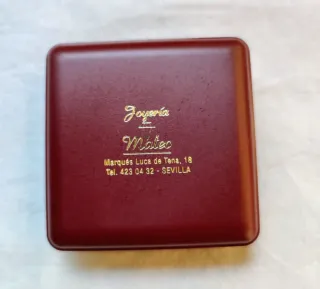 Joyería
Mateo
Marqués Luca de Tena, 18
Tel. 423 04 32 - SEVILLA